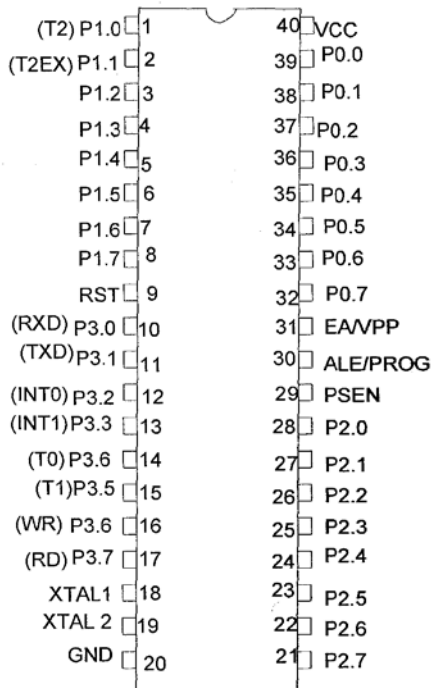 (T2) P1.0 1 40 VCC
(T2EX) P1.1 2 39 P0.0
P1.2 3 38 P0.1
P1.3 4 37 P0.2
P1.4 5 36 P0.3
P1.5 6 35 P0.4
P1.6 7 34 P0.5
P1.7 8 33 P0.6
RST 9 32 P0.7
(RXD) P3.0 10 31 EA/VPP
(TXD) P3.1 11 30 ALE/PROG
(INT0) P3.2 12 29 PSEN
(INT1) P3.3 13 28 P2.0
(T0) P3.6 14 27 P2.1
(T1) P3.5 15 26 P2.2
(WR) P3.6 16 25 P2.3
(RD) P3.7 17 24 P2.4
XTAL1 18 23 P2.5
XTAL 2 19 22 P2.6
GND 20 21 P2.7